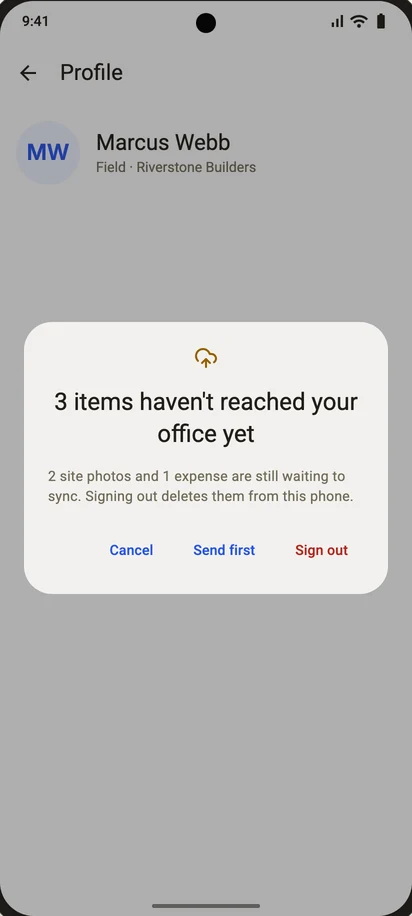 9:41
Profile
MW
Marcus Webb
Field · Riverstone Builders
3 items haven't reached your
office yet
2 site photos and 1 expense are still waiting to
sync. Signing out deletes them from this phone.
Cancel
Send first
Sign out